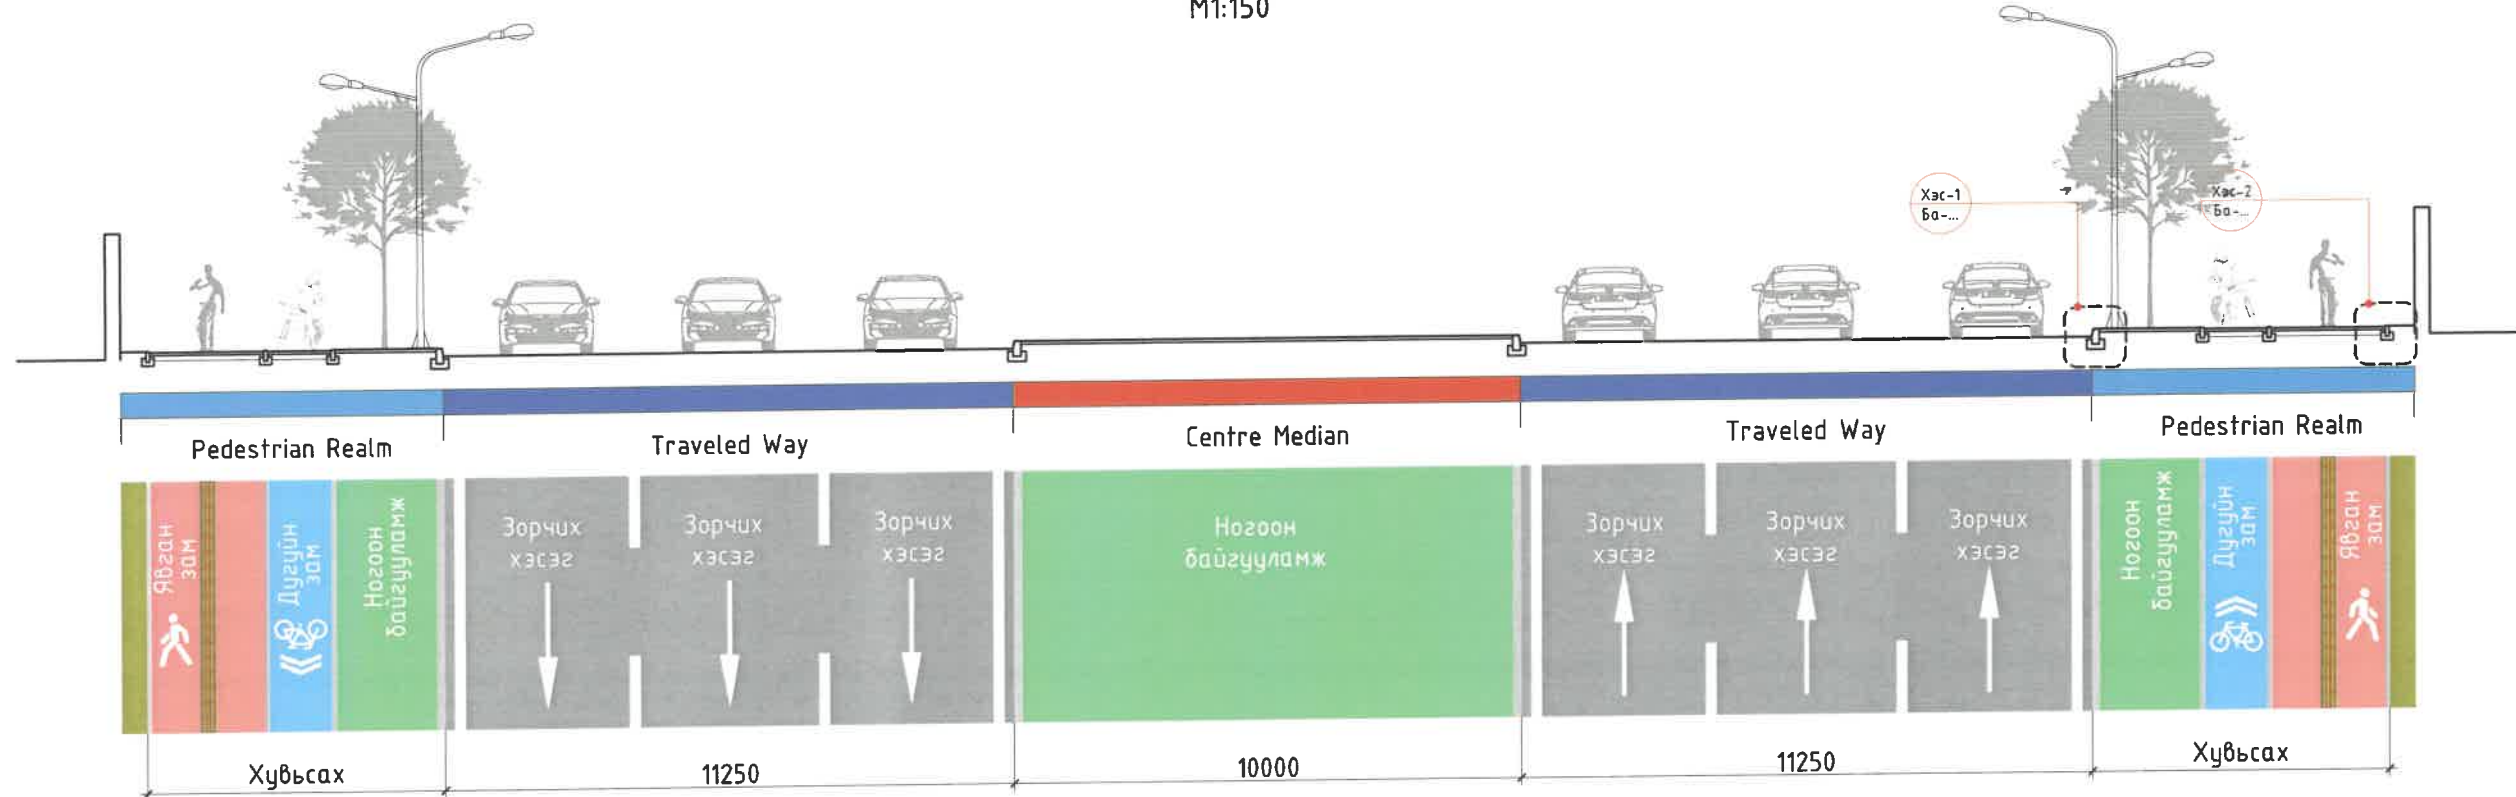 М1:150
Хэс-1
Ба-...
Хэс-2
Ба-...
Pedestrian Realm
Traveled Way
Centre Median
Traveled Way
Pedestrian Realm
Явган
зам
Дугуйн
зам
Ногоон
байгууламж
Зорчих
хэсэг
Зорчих
хэсэг
Зорчих
хэсэг
Ногоон
байгууламж
Зорчих
хэсэг
Зорчих
хэсэг
Зорчих
хэсэг
Ногоон
байгууламж
Дугуйн
зам
Явган
зам
Хувьсах
11250
10000
11250
Хувьсах